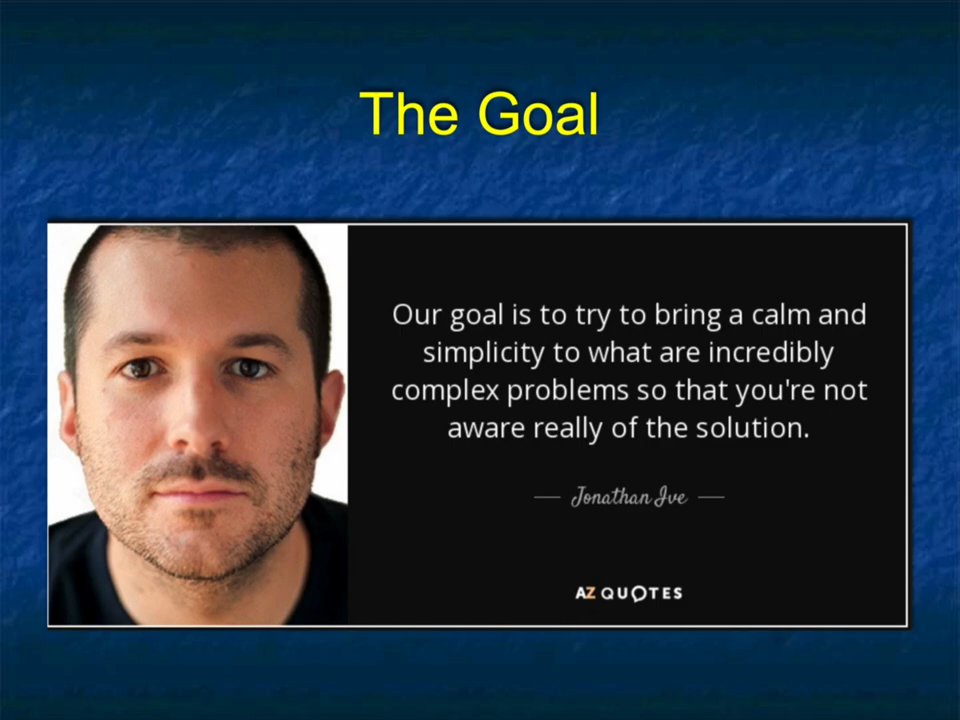 The Goal
Our goal is to try to bring a calm and
simplicity to what are incredibly
complex problems so that you're not
aware really of the solution.
Jonathan Ive
AZ QUOTES